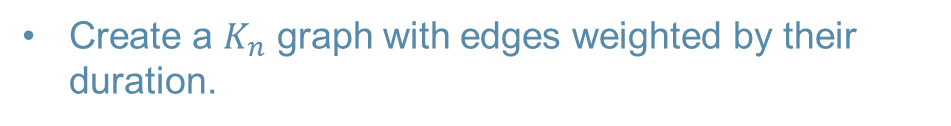 • Create a 𝐾𝑛 graph with edges weighted by their
duration.